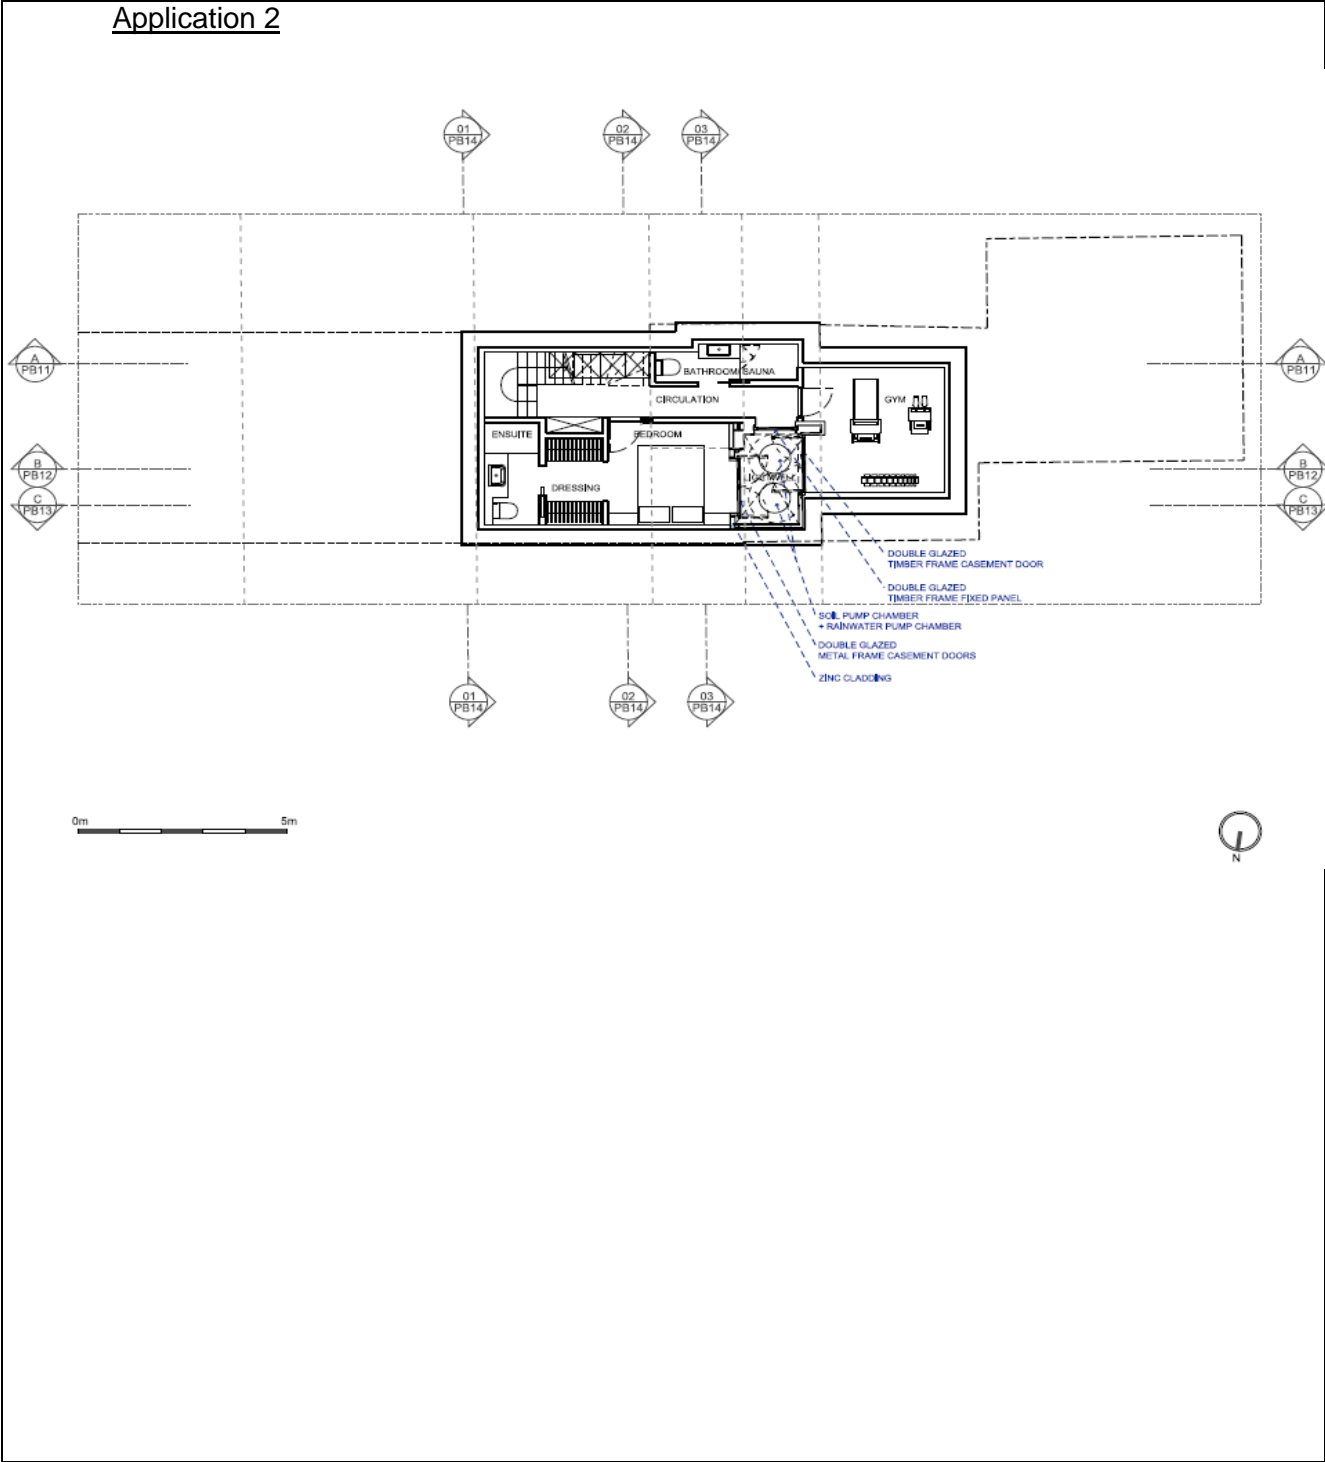 Application 2
01
PB14
02
PB14
03
PB14
A
PB11
A
PB11
BATHROOM/SAUNA
CIRCULATION
GYM
ENSUITE
BEDROOM
B
PB12
B
PB12
DRESSING
C
PB13
C
PB13
DOUBLE GLAZED
TIMBER FRAME CASEMENT DOOR
DOUBLE GLAZED
TIMBER FRAME FIXED PANEL
SOIL PUMP CHAMBER
+ RAINWATER PUMP CHAMBER
DOUBLE GLAZED
METAL FRAME CASEMENT DOORS
ZINC CLADDING
01
PB14
02
PB14
03
PB14
0m 5m
N